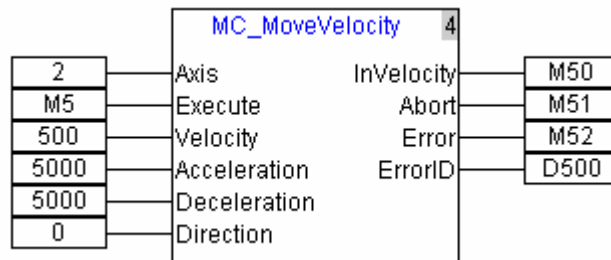 MC_MoveVelocity 4
2 Axis InVelocity M50
M5 Execute Abort M51
500 Velocity Error M52
5000 Acceleration ErrorID D500
5000 Deceleration
0 Direction